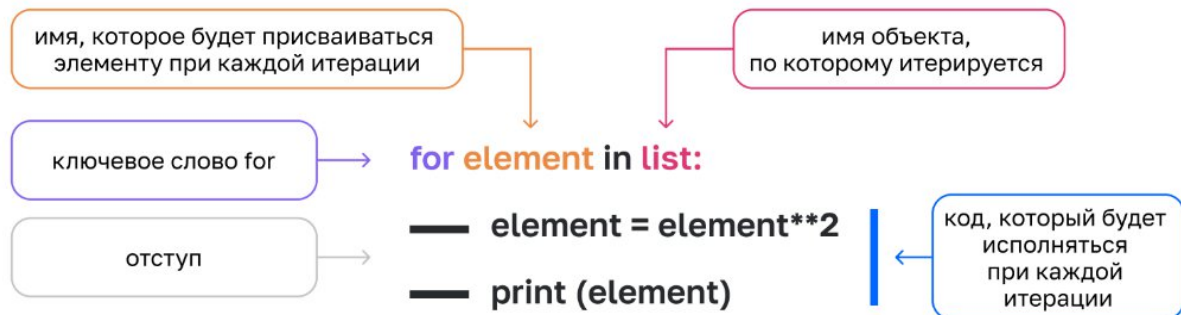 имя, которое будет присваиваться
элементу при каждой итерации
имя объекта,
по которому итерируется
ключевое слово for
for element in list:
отступ
element = element**2
print (element)
код, который будет
исполняться
при каждой
итерации